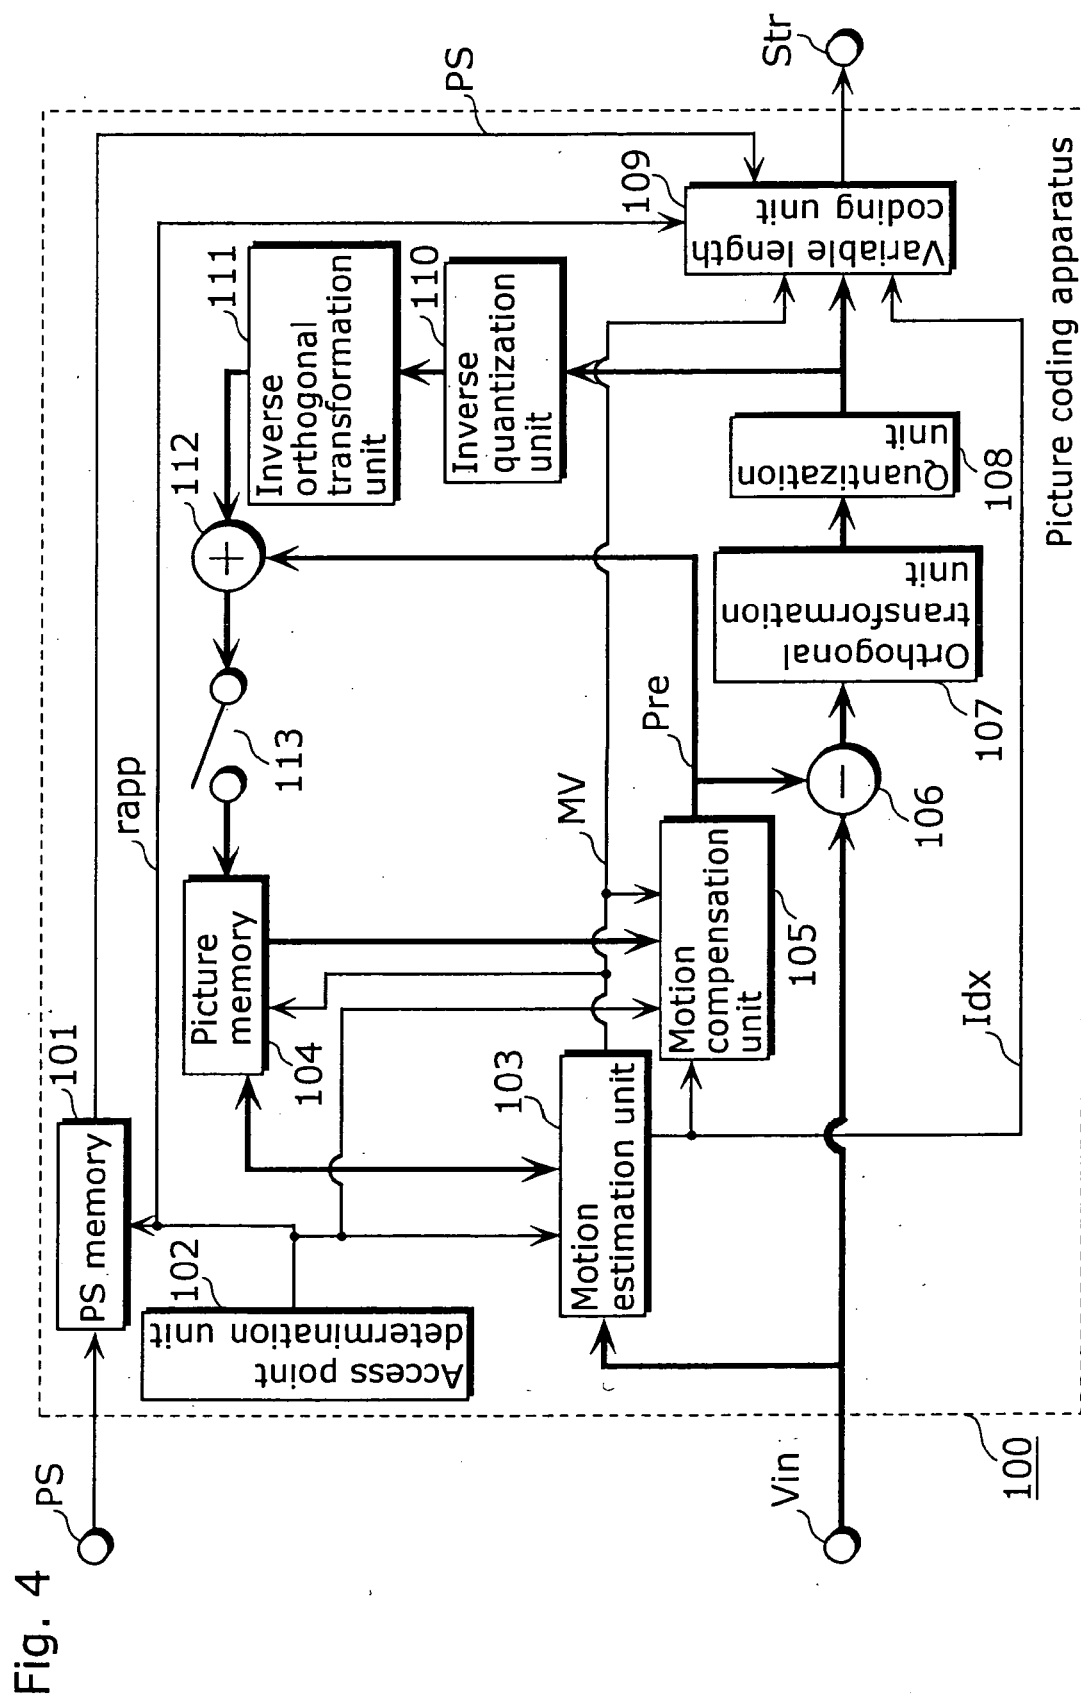 Fig. 4
PS
101
PS memory
rapp
PS
Access point
determination unit
102
Picture
memory
104
113
112
+
Inverse
orthogonal
transformation
unit
111
Inverse
quantization
unit
110
Variable length
coding unit
109
Str
Motion
estimation unit
103
MV
Motion
compensation
unit
105
Pre
Vin
−
106
Orthogonal
transformation
unit
107
Quantization
unit
108
Idx
100
Picture coding apparatus